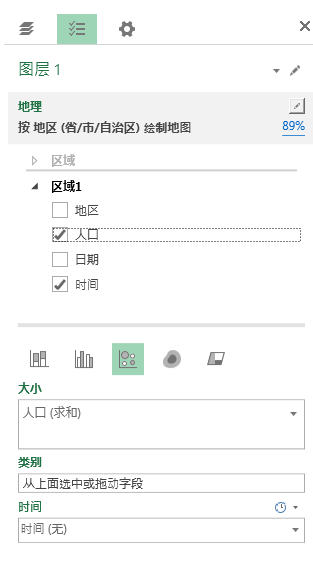 图层 1
地理
按 地区 (省/市/自治区) 绘制地图
89%
区域
区域1
地区
人口
日期
时间
大小
人口 (求和)
类别
从上面选中或拖动字段
时间
时间 (无)